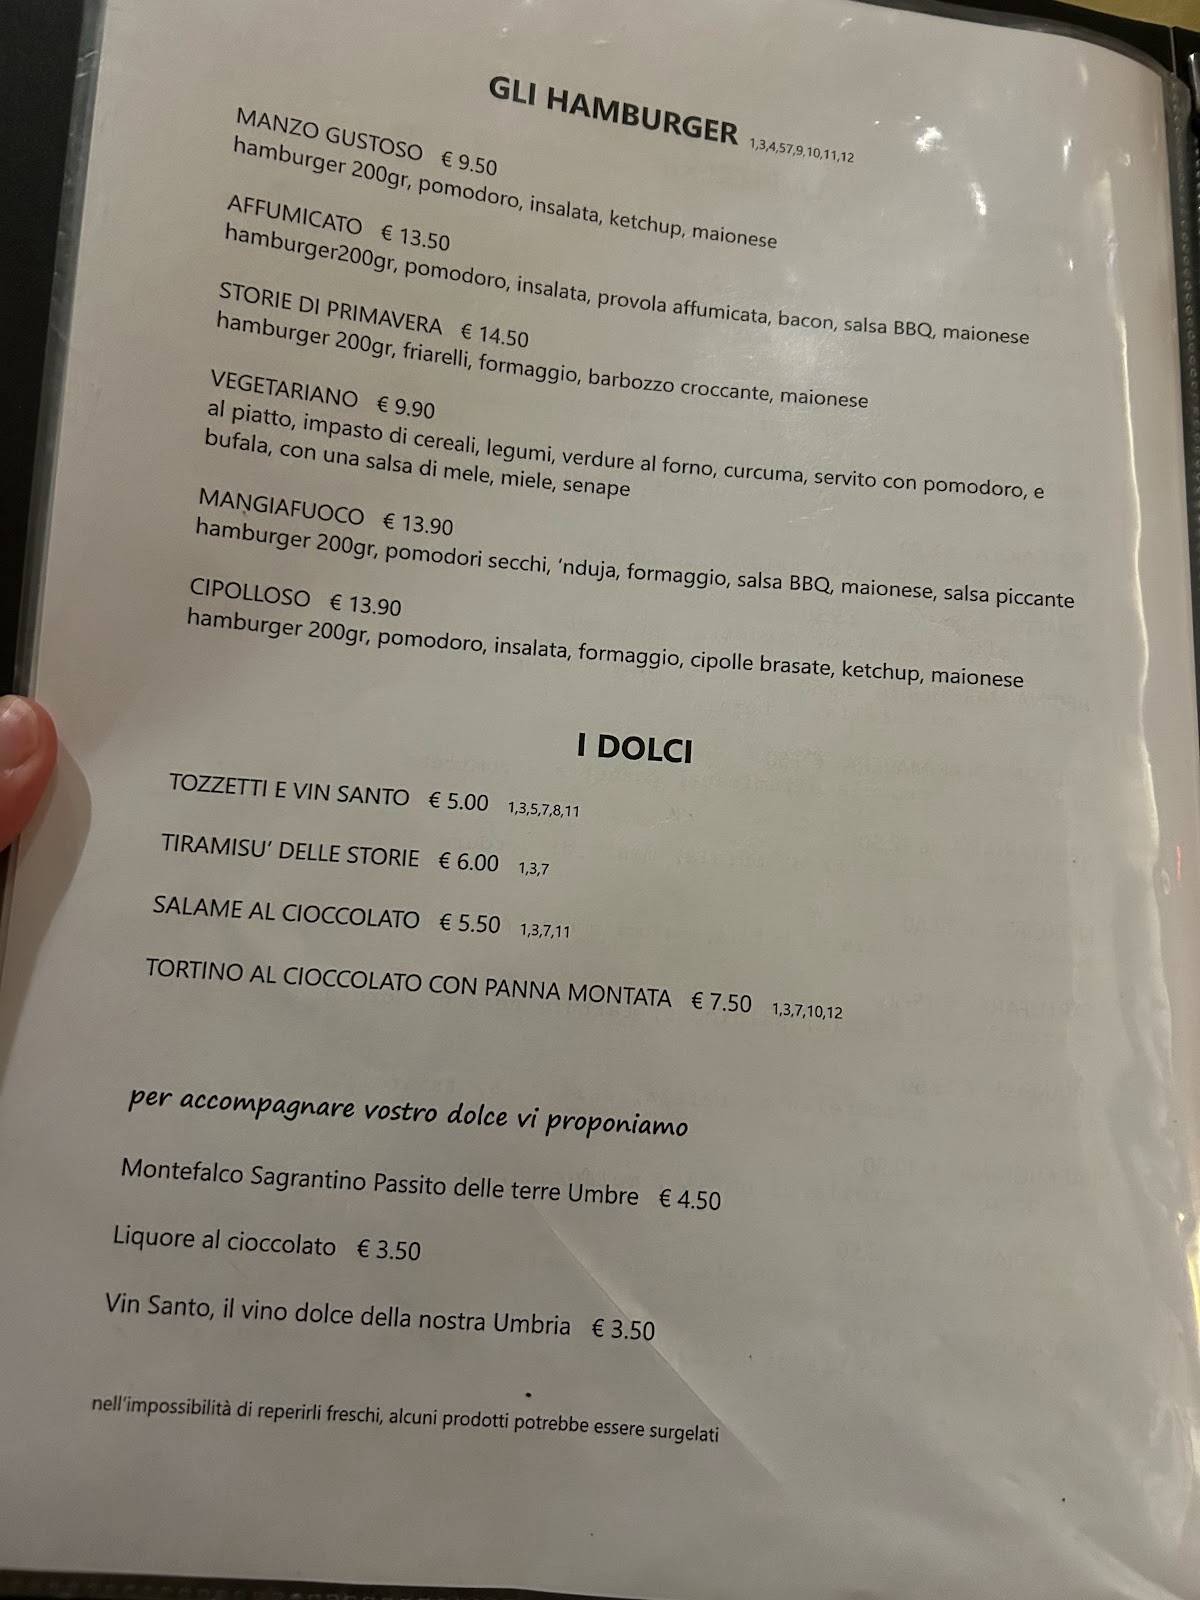 GLI HAMBURGER 1,3,4,57,9,10,11,12
MANZO GUSTOSO € 9.50
hamburger 200gr, pomodoro, insalata, ketchup, maionese
AFFUMICATO € 13.50
hamburger200gr, pomodoro, insalata, provola affumicata, bacon, salsa BBQ, maionese
STORIE DI PRIMAVERA € 14.50
hamburger 200gr, friarelli, formaggio, barbozzo croccante, maionese
VEGETARIANO € 9.90
al piatto, impasto di cereali, legumi, verdure al forno, curcuma, servito con pomodoro, e
bufala, con una salsa di mele, miele, senape
MANGIAFUOCO € 13.90
hamburger 200gr, pomodori secchi, 'nduja, formaggio, salsa BBQ, maionese, salsa piccante
CIPOLLOSO € 13.90
hamburger 200gr, pomodoro, insalata, formaggio, cipolle brasate, ketchup, maionese
I DOLCI
TOZZETTI E VIN SANTO € 5.00 1,3,5,7,8,11
TIRAMISU' DELLE STORIE € 6.00 1,3,7
SALAME AL CIOCCOLATO € 5.50 1,3,7,11
TORTINO AL CIOCCOLATO CON PANNA MONTATA € 7.50 1,3,7,10,12
per accompagnare vostro dolce vi proponiamo
Montefalco Sagrantino Passito delle terre Umbre € 4.50
Liquore al cioccolato € 3.50
Vin Santo, il vino dolce della nostra Umbria € 3.50
nell'impossibilità di reperirli freschi, alcuni prodotti potrebbe essere surgelati